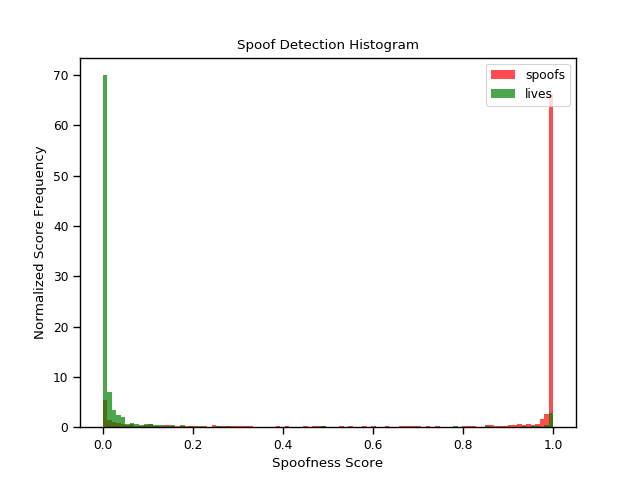 Spoof Detection Histogram
spoofs
lives
Normalized Score Frequency
70
60
50
40
30
20
10
0
0.0 0.2 0.4 0.6 0.8 1.0
Spoofness Score